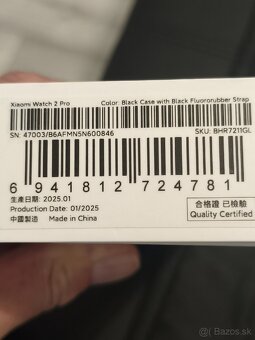 Xiaomi Watch 2 Pro Color: Black Case with Black Fluororubber Strap
SN: 47003/B6AFMN5N600846 SKU: BHR7211GL
6 941812 724781
生產日期: 2025.01 合格證 已檢驗
Production Date: 01/2025 Quality Certified
中國製造 Made in China
bazos.sk